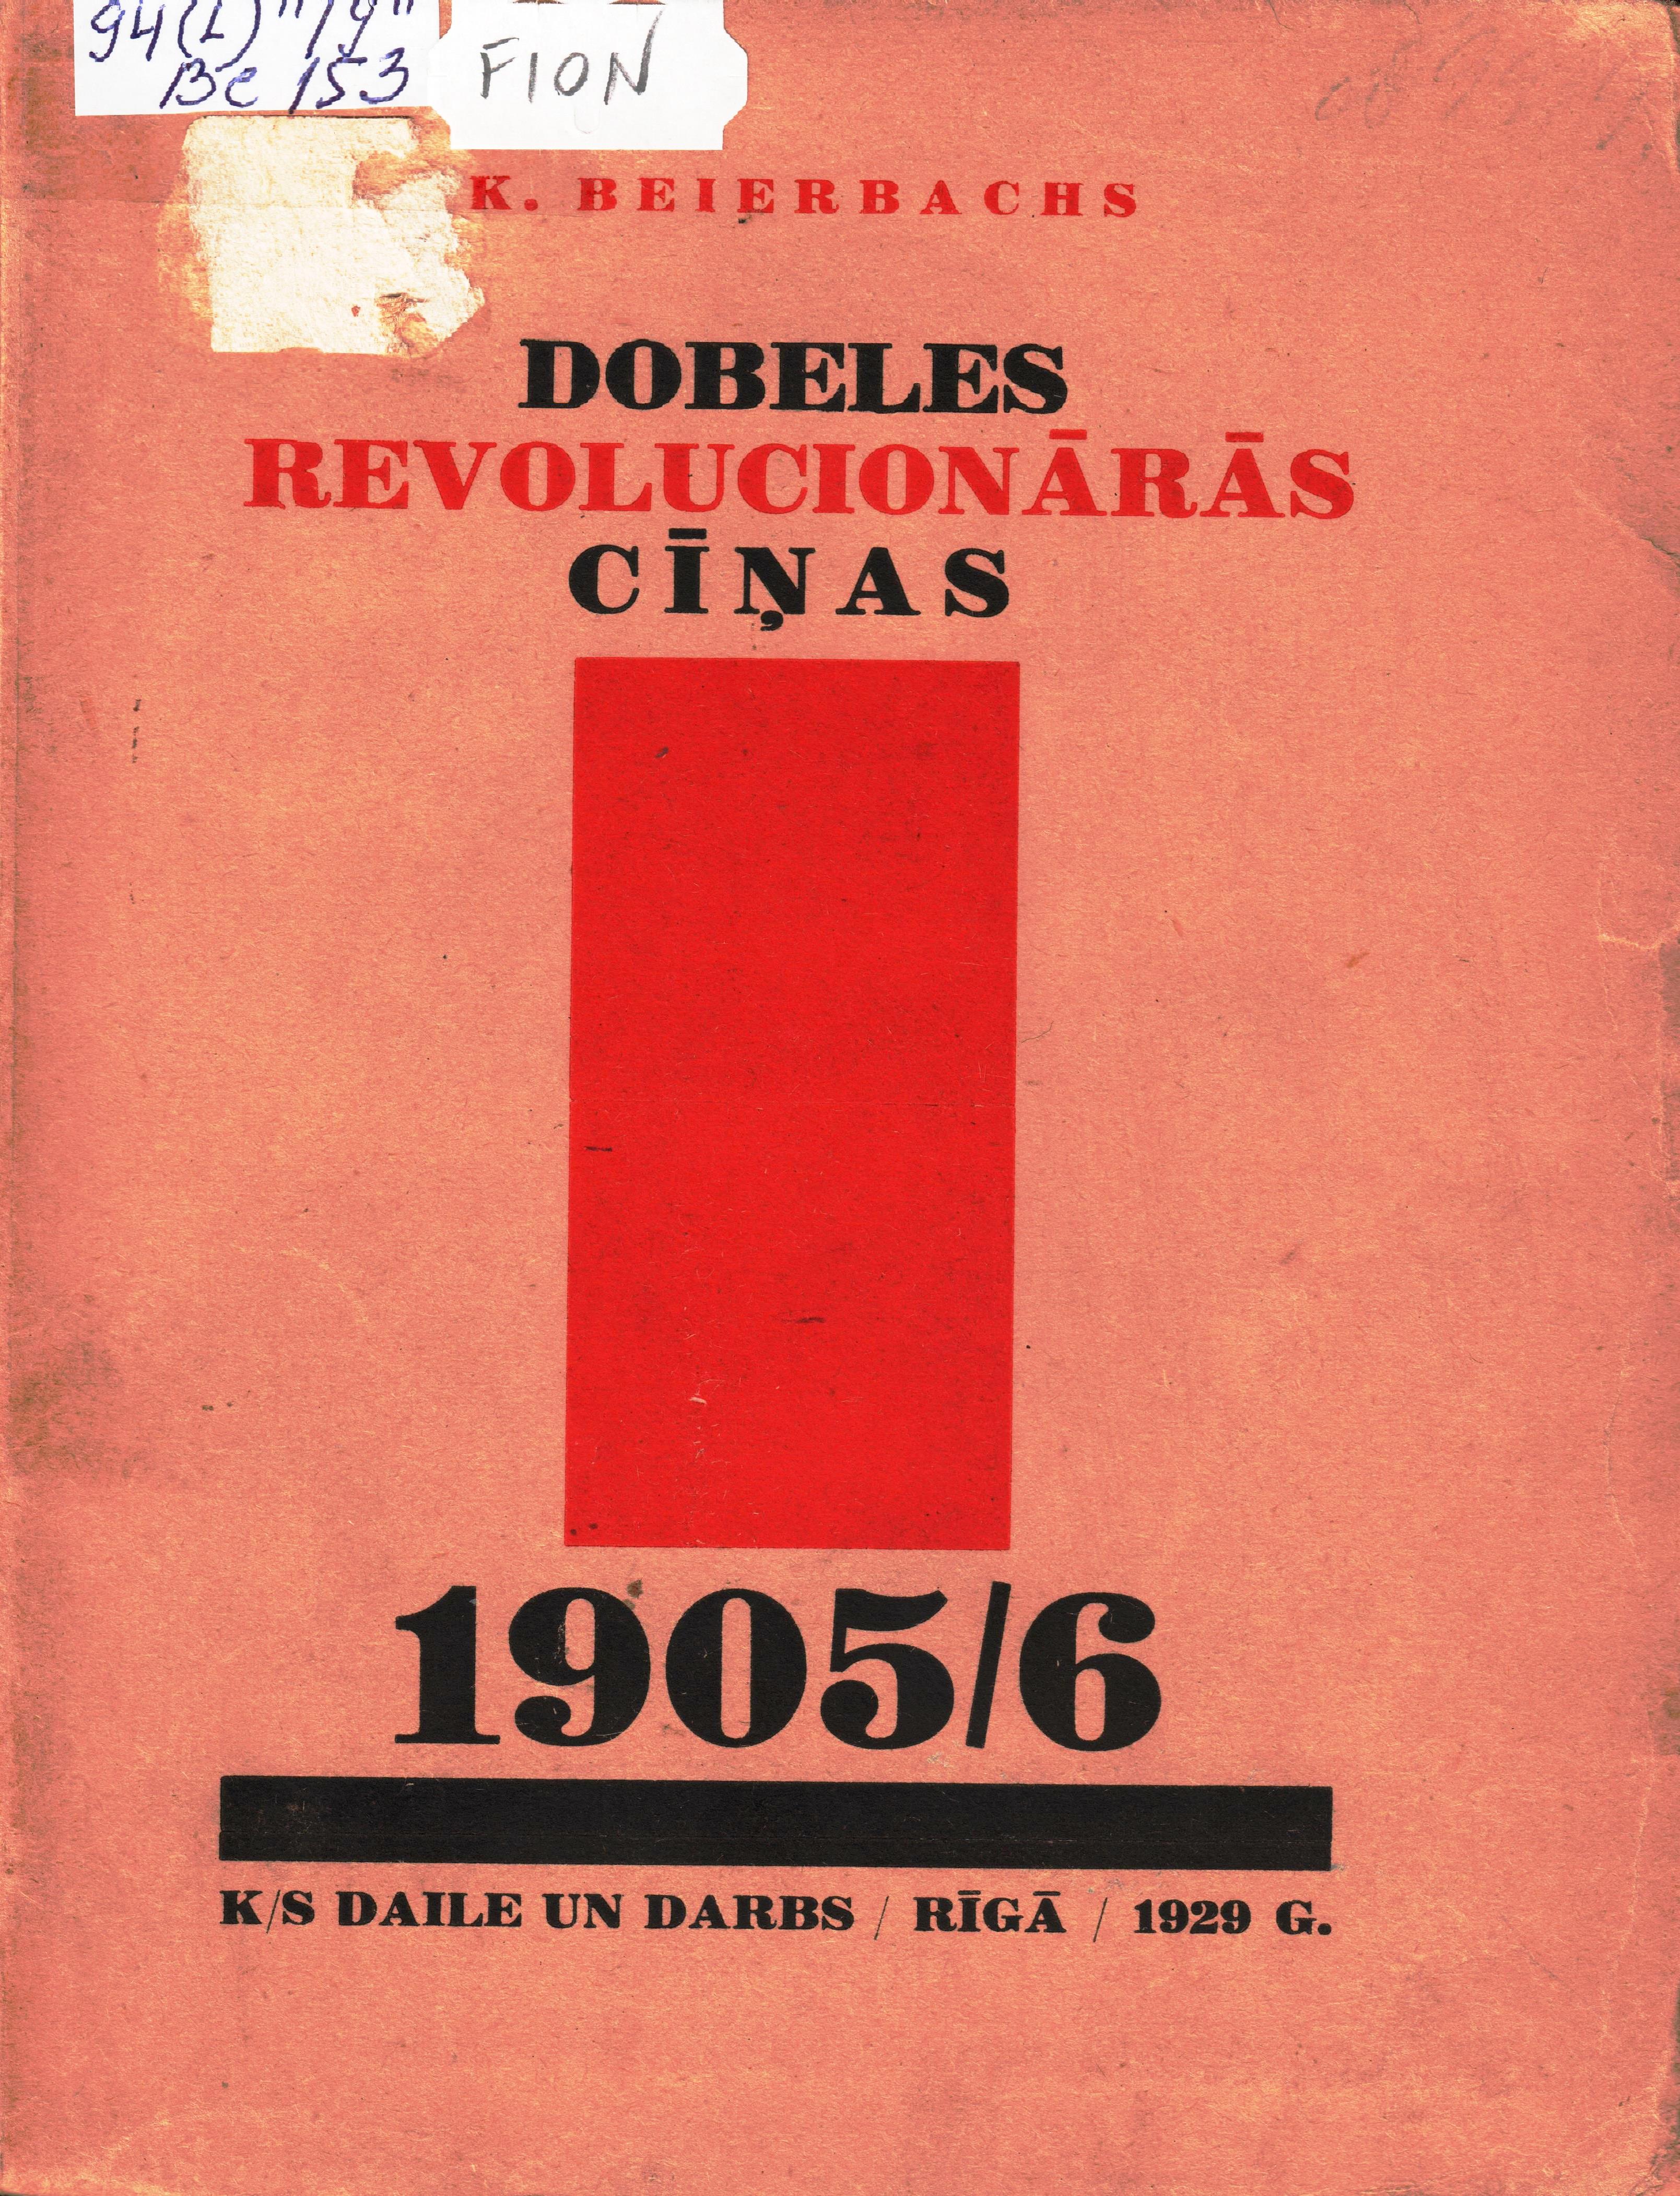 94(L)"19"
Be 153
FION
K. BEIERBACHS
DOBELES
REVOLUCIONĀRĀS
CĪŅAS
1905/6
K/S DAILE UN DARBS / RĪGĀ / 1929 G.